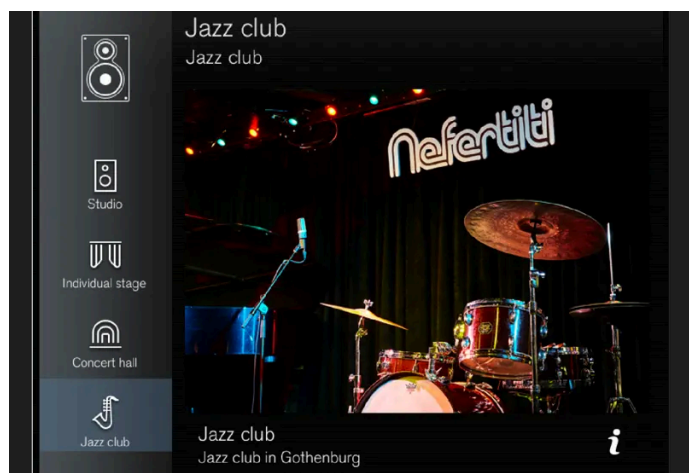 Jazz club
Jazz club
Nefertiti
Studio
Individual stage
Concert hall
Jazz club
Jazz club
Jazz club in Gothenburg
i